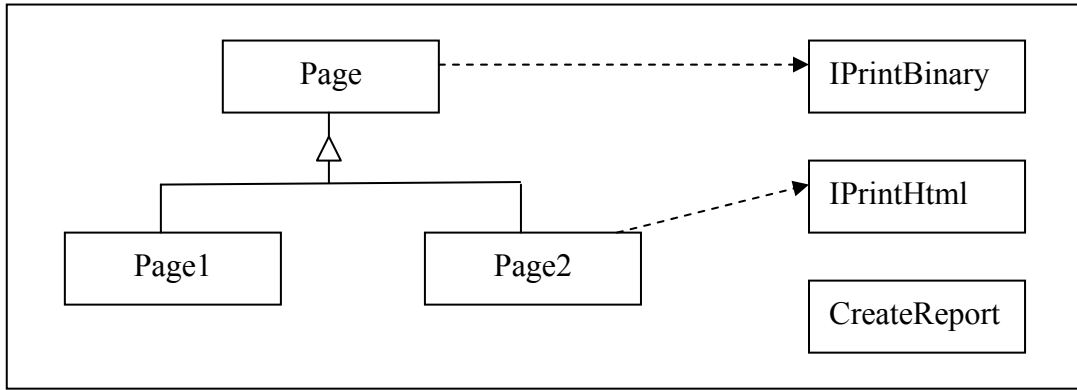 Page
IPrintBinary
IPrintHtml
Page1
Page2
CreateReport